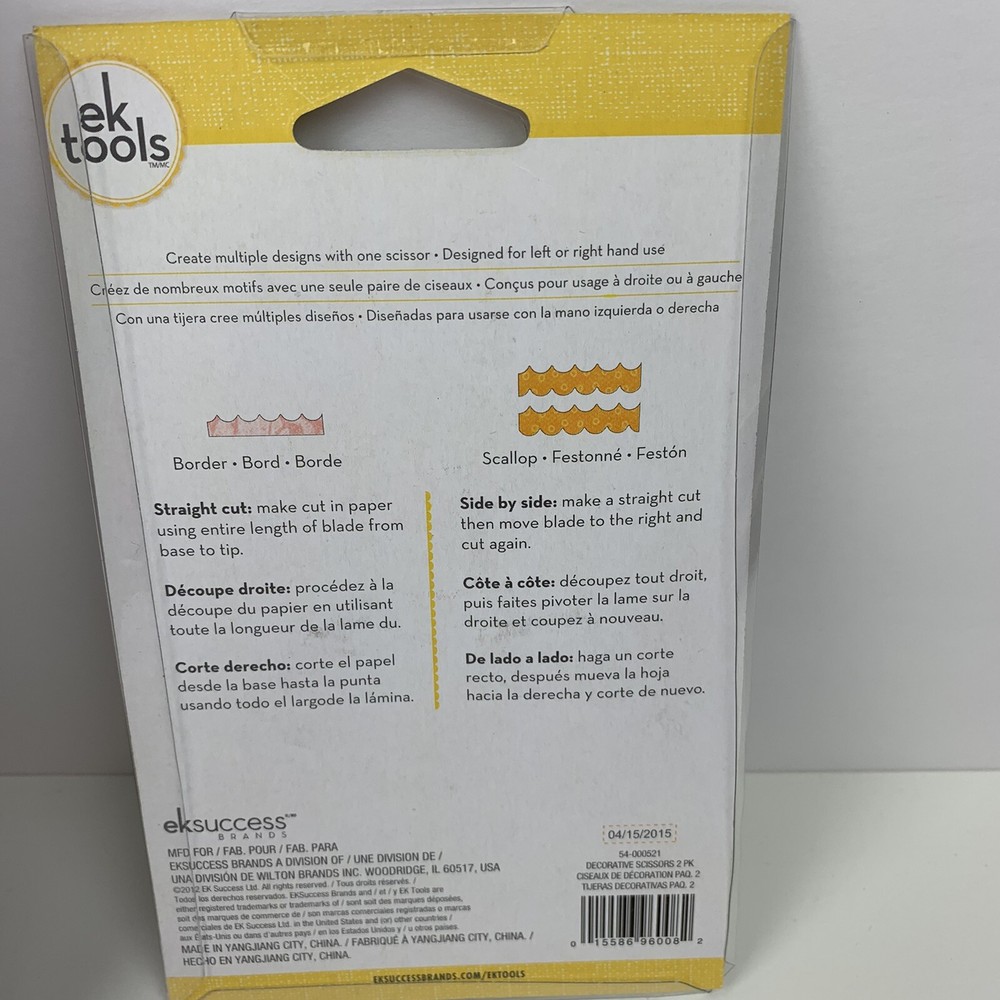 ek
tools
TM/MC
Create multiple designs with one scissor • Designed for left or right hand use
Créez de nombreux motifs avec une seule paire de ciseaux • Conçus pour usage à droite ou à gauche
Con una tijera cree múltiples diseños • Diseñadas para usarse con la mano izquierda o derecha
Border • Bord • Borde
Scallop • Festonné • Festón
Straight cut: make cut in paper
using entire length of blade from
base to tip.
Découpe droite: procédez à la
découpe du papier en utilisant
toute la longueur de la lame du.
Corte derecho: corte el papel
desde la base hasta la punta
usando todo el largode la lámina.
Side by side: make a straight cut
then move blade to the right and
cut again.
Côte à côte: découpez tout droit,
puis faites pivoter la lame sur la
droite et coupez à nouveau.
De lado a lado: haga un corte
recto, después mueva la hoja
hacia la derecha y corte de nuevo.
eksuccess
BRANDS
MFD FOR / FAB. POUR / FAB. PARA
EKSUCCESS BRANDS A DIVISION OF / UNE DIVISION DE /
UNA DIVISIÓN DE WILTON BRANDS INC. WOODRIDGE, IL 60517, USA
©2012 EK Success Ltd. All rights reserved. / Tous droits réservés. /
Todos los derechos reservados. EKSuccess Brands and / et / y EK Tools are
either registered trademarks or trademarks of / sont soit des marques déposées,
soit des marques de commerce de / son marcas comerciales registradas o marcas
comerciales de EK Success Ltd. in the United States and (or) other countries /
aux États-Unis ou dans d'autres pays / en los Estados Unidos y / u otros países.
MADE IN YANGJIANG CITY, CHINA. / FABRIQUÉ À YANGJIANG CITY, CHINA. /
HECHO EN YANGJIANG CITY, CHINA.
04/15/2015
54-000521
DECORATIVE SCISSORS 2 PK
CISEAUX DE DÉCORATION PAQ. 2
TIJERAS DECORATIVAS PAQ. 2
0 15586 96008 2
EKSUCCESSBRANDS.COM/EKTOOLS